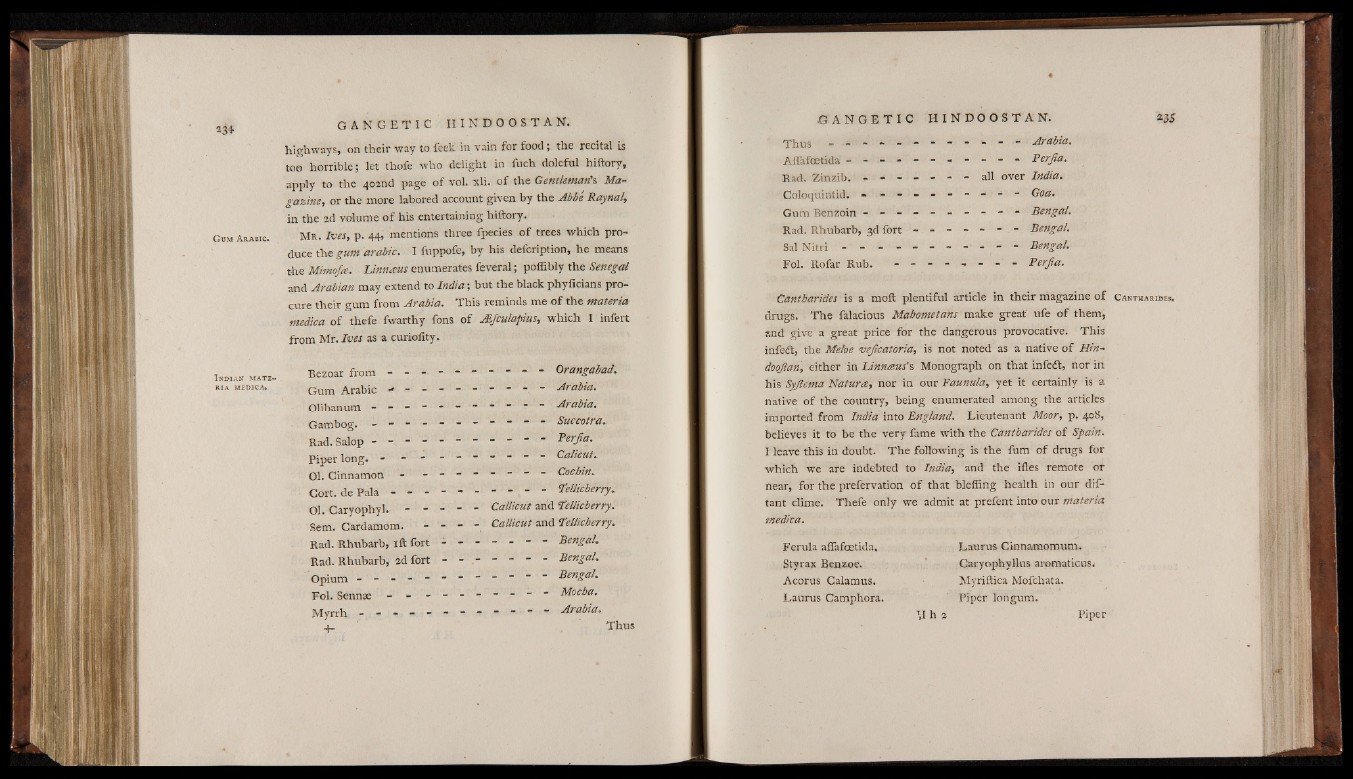 234
GANGETIC HINDOOSTAN.
highways, on their way to ſeek in vain for food; the recital is
too horrible; let thoſe who delight in ſuch doleful hiſtory,
apply to the 402nd page of vol. xli. of the Gentleman's Ma-
gazine, or the more labored account given by the Abbé Raynal,
in the 2d volume of his entertaining hiſtory.
GUM ARABIC.
MR. Ives, p. 44, mentions three ſpecies of trees which pro-
duce the gum arabic. I ſuppoſe, by his deſcription, he means
the Mimoſæ. Linnæus enumerates ſeveral; poſſibly the Senegal
and Arabian may extend to India; but the black phyſicians pro-
cure their gum from Arabia. This reminds me of the materia
medica of theſe ſwarthy ſons of Æſculapius, which I inſert
from Mr. Ives as a curioſity.
INDIAN MATE-
RIA MEDICA.
Bezoar from - - - - - - - - - - Orangabad.
Gum Arabic - - - - - - - - - - Arabia.
Olibanum - - - - - - - - - - - Arabia.
Gambog. - - - - - - - - - - - Succotra.
Rad. Salop - - - - - - - - - - - Perſia.
Piper long. - - - - - - - - - - Calicut.
Ol. Cinnamon - - - - - - - - - Cochin.
Cort. de Pala - - - - - - - - - - Tellicherry.
Ol. Caryophyl. - - - - - Callicut and Tellicherry.
Sem. Cardamom. - - - - Callicut and Tellicherry.
Rad. Rhubarb, 1ſt ſort - - - - - - - Bengal.
Rad. Rhubarb, 2d ſort - - - - - - - Bengal.
Opium - - - - - - - - - - - - Bengal.
Fol. Sennæ - - - - - - - - - - Mocha.
Myrrh - - - - - - - - - - - Arabia.
+ Thus
GANGETIC HINDOOSTAN.
235
Thus - - - - - - - - - - - - Arabia.
Aſſafœtida - - - - - - - - - - - Perſia.
Rad. Zinzib. - - - - - - - all over India.
Coloquintid. - - - - - - - - - - Goa.
Gum Benzoin - - - - - - - - - - Bengal.
Rad. Rhubarb, 3d ſort - - - - - - - Bengal.
Sal Nitri - - - - - - - - - - - Bengal.
Fol. Roſar Rub. - - - - - - - - Perſia.
Cantharides is a moſt plentiful article in their magazine of
CANTHARIDES.
drugs. The ſalacious Mahometans make great uſe of them,
and give a great price for the dangerous provocative. This
inſect, the Meloe veſicatoria, is not noted as a native of Hin-
dooſtan, either in Linnæus's Monograph on that inſect, nor in
his Syſtema Naturæ, nor in our Faunula, yet it certainly is a
native of the country, being enumerated among the articles
imported from India into England. Lieutenant Moor, p. 408,
believes it to be the very ſame with the Cantharides of Spain.
I leave this in doubt. The following is the ſum of drugs for
which we are indebted to India, and the iſles remote or
near, for the preſervation of that bleſſing health in our diſ-
tant clime. Theſe only we admit at preſent into our materia
medica.
Ferula aſſafœtida. Laurus Cinnamomum.
Styrax Benzoe. Caryophyllus aromaticus.
Acorus Calamus. Myriſtica Moſchata.
Laurus Camphora. Piper longum.
H h 2 Piper